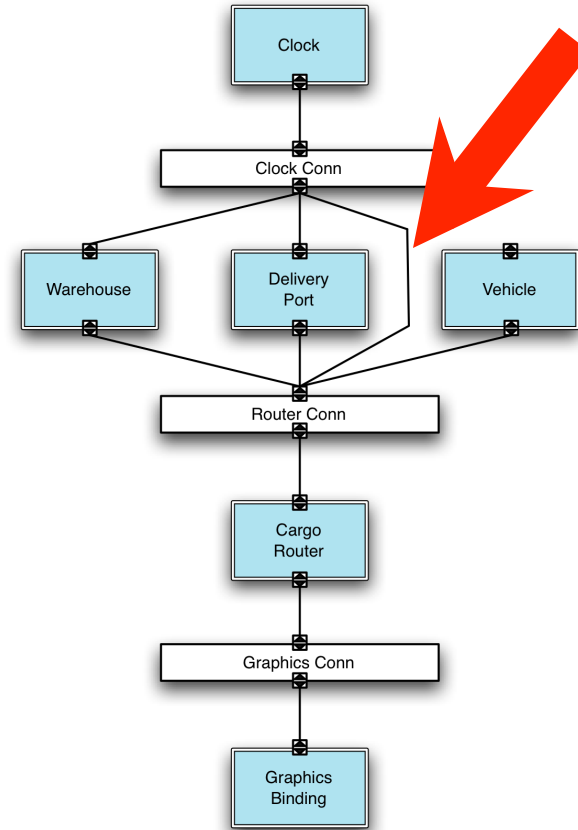 Clock
Clock Conn
Warehouse
Delivery
Port
Vehicle
Router Conn
Cargo
Router
Graphics Conn
Graphics
Binding